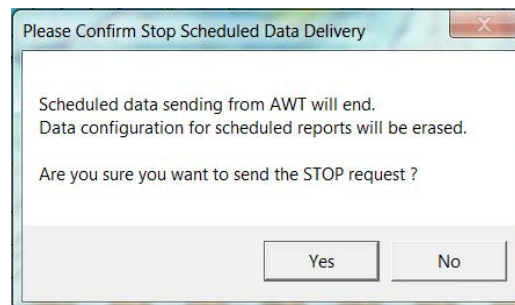 Please Confirm Stop Scheduled Data Delivery
Scheduled data sending from AWT will end.
Data configuration for scheduled reports will be erased.
Are you sure you want to send the STOP request ?
Yes
No